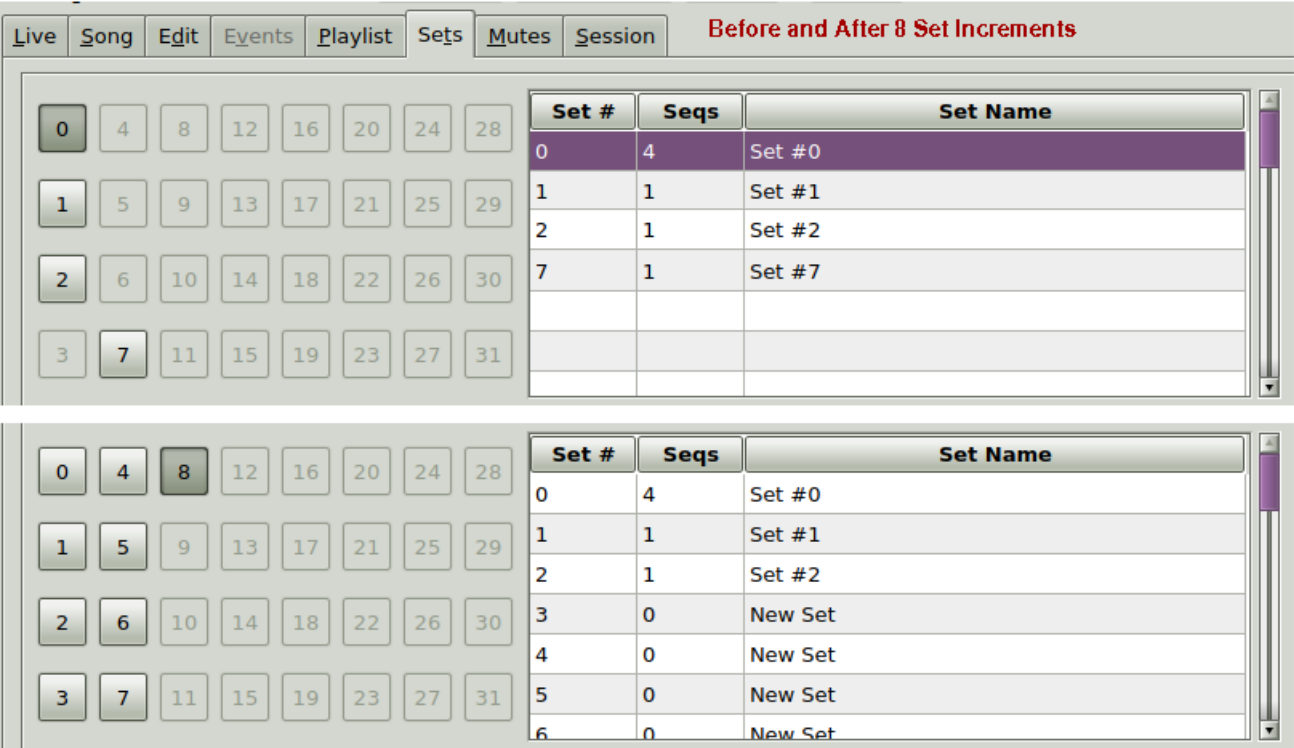 Live Song Edit Events Playlist Sets Mutes Session Before and After 8 Set Increments
Set # Seqs Set Name
0 4 8 12 16 20 24 28
0 4 Set #0
1 1 Set #1
1 5 9 13 17 21 25 29
2 1 Set #2
2 6 10 14 18 22 26 30
7 1 Set #7
3 7 11 15 19 23 27 31
Set # Seqs Set Name
0 4 8 12 16 20 24 28
0 4 Set #0
1 1 Set #1
1 5 9 13 17 21 25 29
2 1 Set #2
3 0 New Set
2 6 10 14 18 22 26 30
4 0 New Set
5 0 New Set
3 7 11 15 19 23 27 31
6 0 New Set